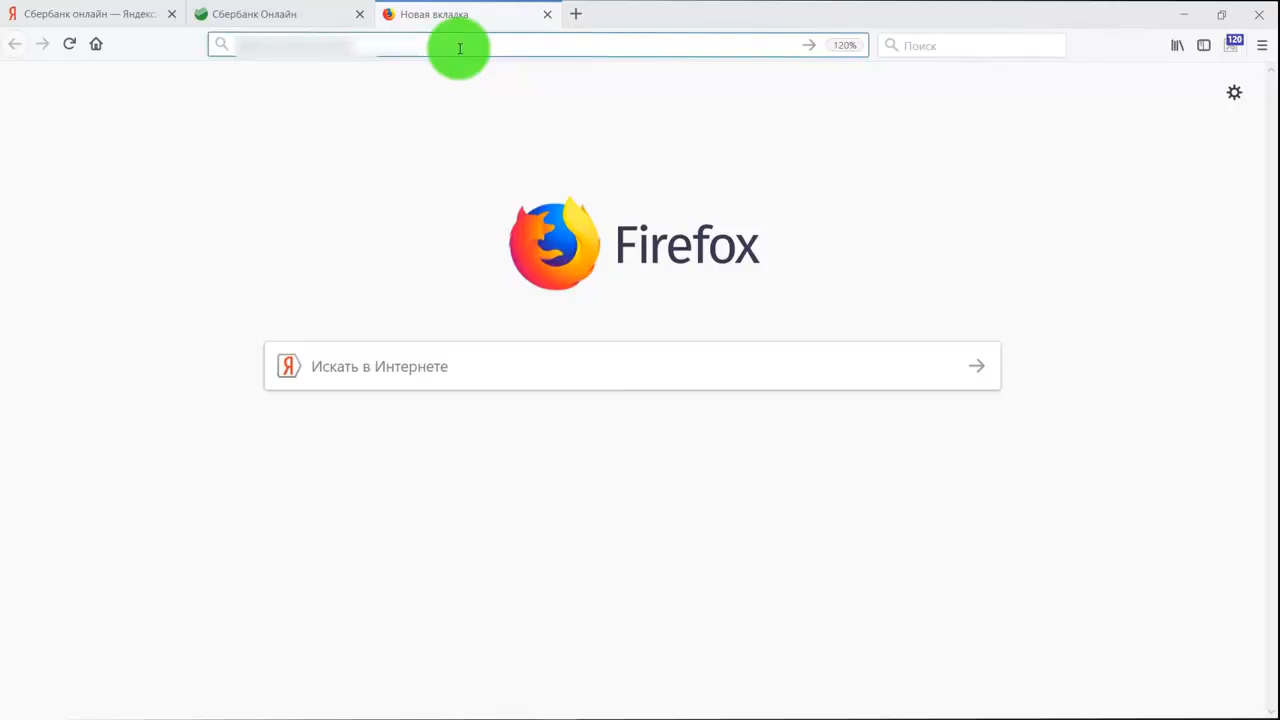 Сбербанк онлайн — Яндекс:
Сбербанк Онлайн
Новая вкладка
120%
Поиск
120
Firefox
Я Искать в Интернете